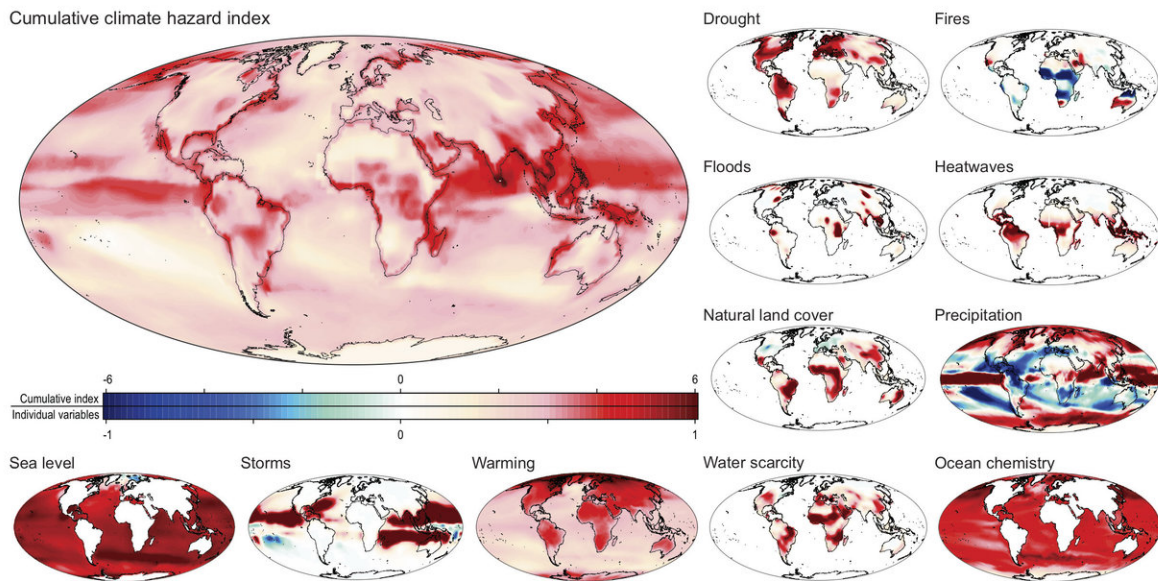 Cumulative climate hazard index
Drought
Fires
Floods
Heatwaves
Natural land cover
Precipitation
-6 0 6
Cumulative index
Individual variables
-1 0 1
Sea level
Storms
Warming
Water scarcity
Ocean chemistry